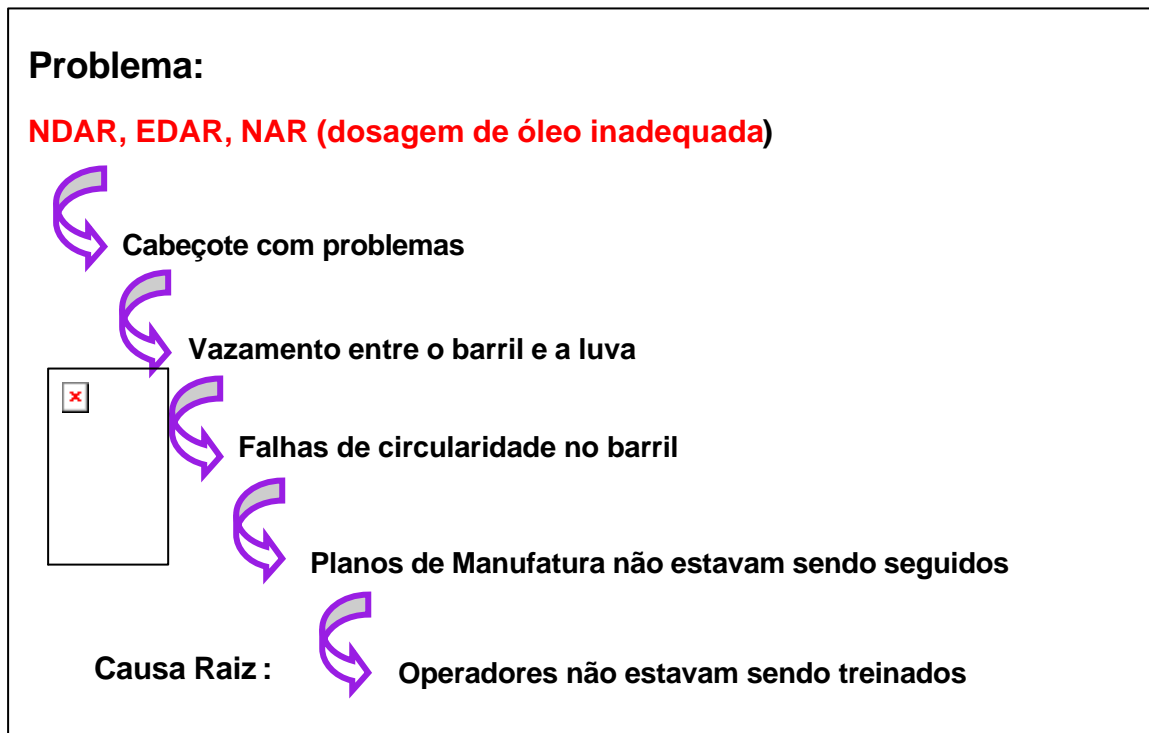 Problema:
NDAR, EDAR, NAR (dosagem de óleo inadequada)
Cabeçote com problemas
Vazamento entre o barril e a luva
Falhas de circularidade no barril
Planos de Manufatura não estavam sendo seguidos
Causa Raiz : Operadores não estavam sendo treinados